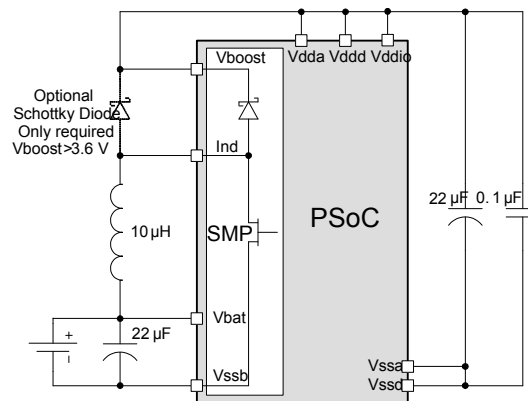 Vdda Vddd Vddio
Vboost
Optional
Schottky Diode
Only required
Vboost>3.6 V
Ind
22 µF 0. 1 µF
PSoC
10 µH
SMP
Vbat
+
22 µF
–
Vssa
Vssb
Vssd